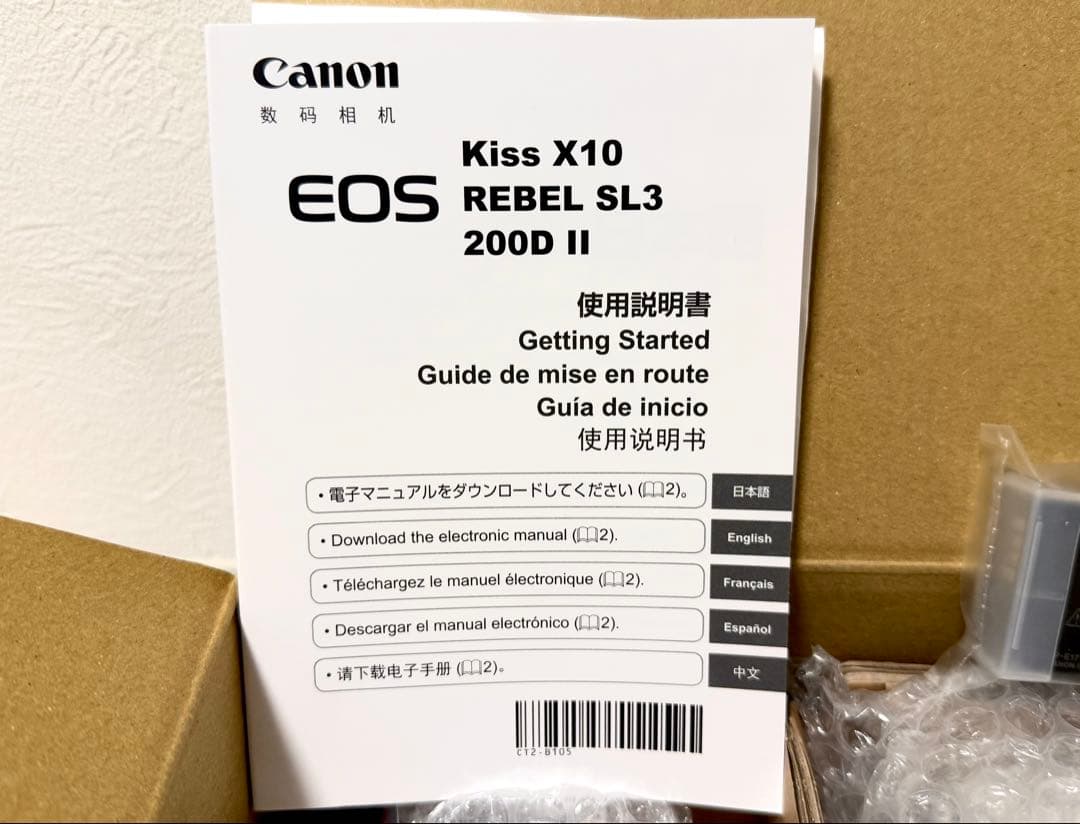 Canon
数码相机
EOS
Kiss X10
REBEL SL3
200D II
使用説明書
Getting Started
Guide de mise en route
Guía de inicio
使用说明书
・電子マニュアルをダウンロードしてください (2)。
日本語
• Download the electronic manual (2).
English
• Téléchargez le manuel électronique (2).
Français
• Descargar el manual electrónico (2).
Español
• 请下载电子手册 (2)。
中文
CT2-B105